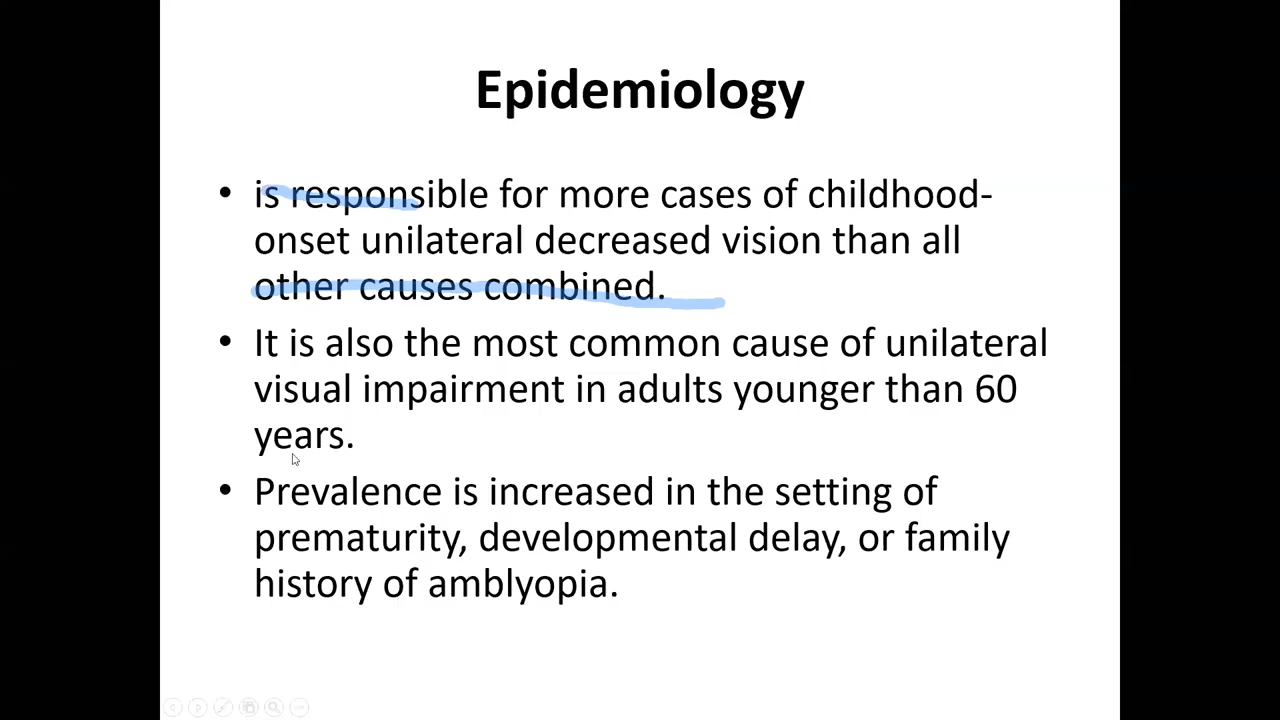 Epidemiology
• is responsible for more cases of childhood-
onset unilateral decreased vision than all
other causes combined.
• It is also the most common cause of unilateral
visual impairment in adults younger than 60
years.
• Prevalence is increased in the setting of
prematurity, developmental delay, or family
history of amblyopia.